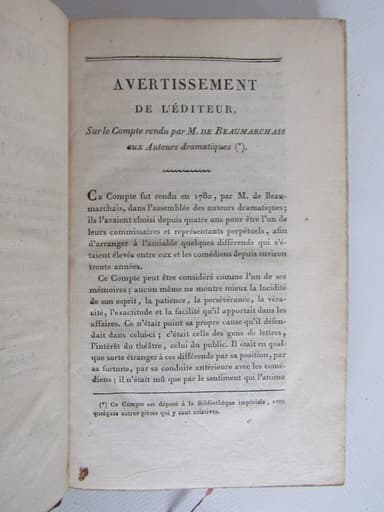 AVERTISSEMENT
DE L'ÉDITEUR,
Sur le Compte rendu par M. DE BEAUMARCHAIS
aux Auteurs dramatiques (*).
CE Compte fut rendu en 1780, par M. de Beau-
marchais, dans l'assemblée des auteurs dramatiques;
ils l'avaient choisi depuis quatre ans pour être l'un de
leurs commissaires et représentants perpétuels, afin
d'arranger à l'amiable quelques différends qui s'é-
taient élevés entre eux et les comédiens depuis environ
trente années.
Ce Compte peut être considéré comme l'un de ses
mémoires; aucun même ne montre mieux la lucidité
de son esprit, la patience, la persévérance, la véra-
cité, l'exactitude et la facilité qu'il apportait dans les
affaires. Ce n'était point sa propre cause qu'il défen-
dait dans celui-ci; c'était celle des gens de lettres,
l'intérêt du théâtre, celui du public. Il était en quel-
que sorte étranger à ces différends par sa position, par
sa fortune, par sa conduite antérieure avec les comé-
diens; il n'était mû que par le sentiment qui l'anima
(*) Ce Compte est déposé à la Bibliothèque impériale, avec
quelques autres pièces qui y sont relatives.